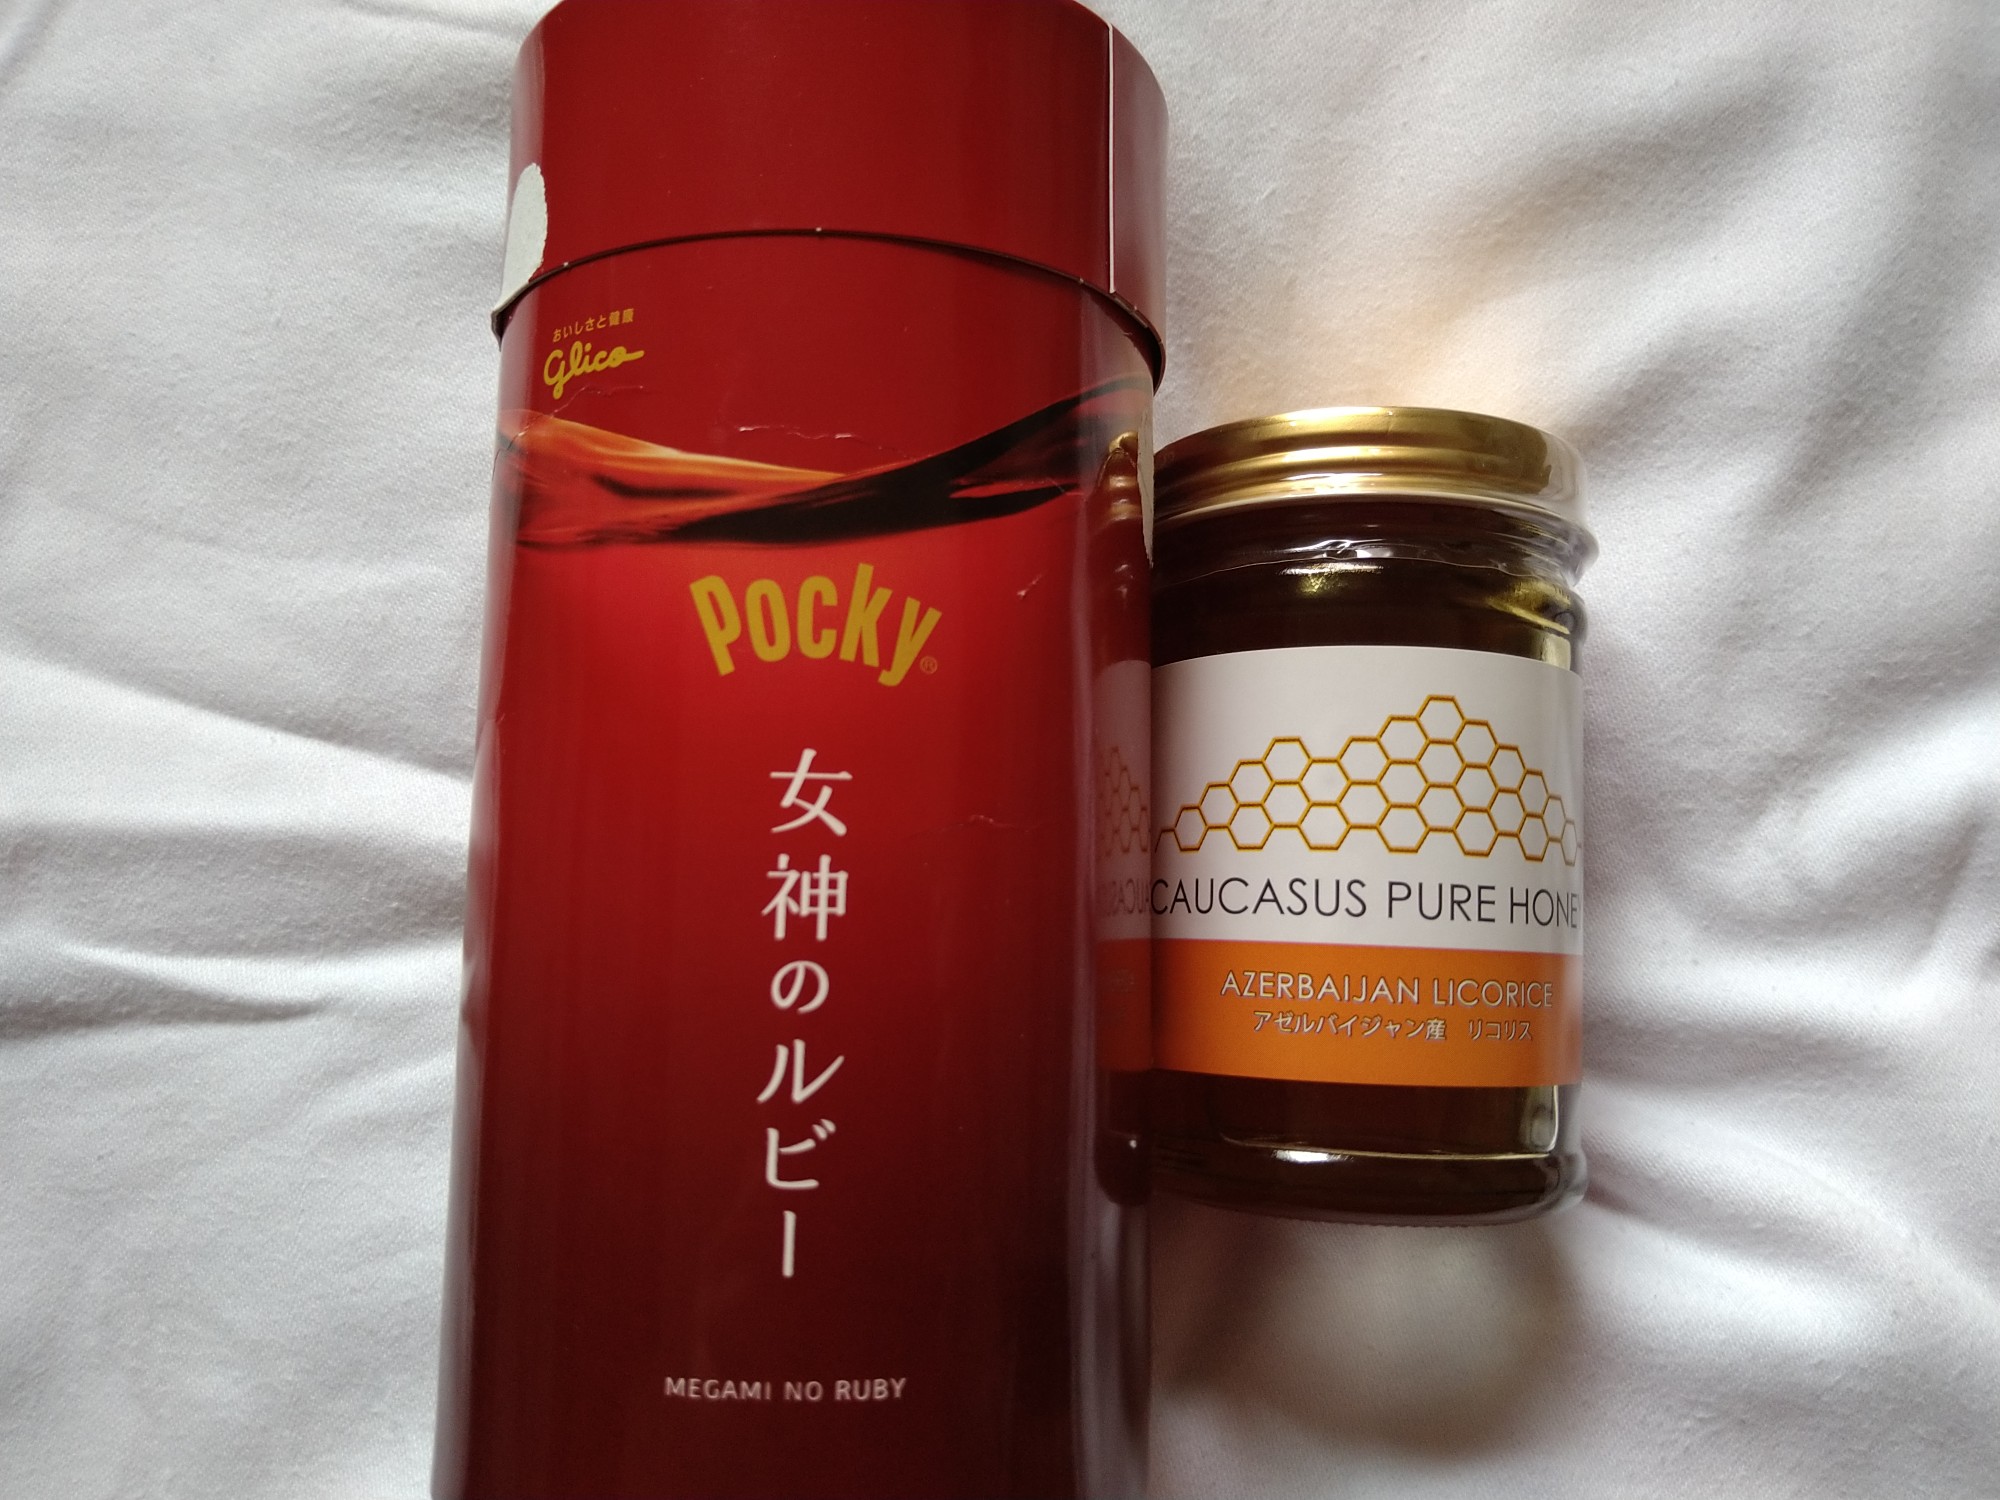 おいしさと健康
Glico
Pocky®
女神のルビー
MEGAMI NO RUBY
CAUCASUS PURE HONEY
AZERBAIJAN LICORICE
アゼルバイジャン産 リコリス